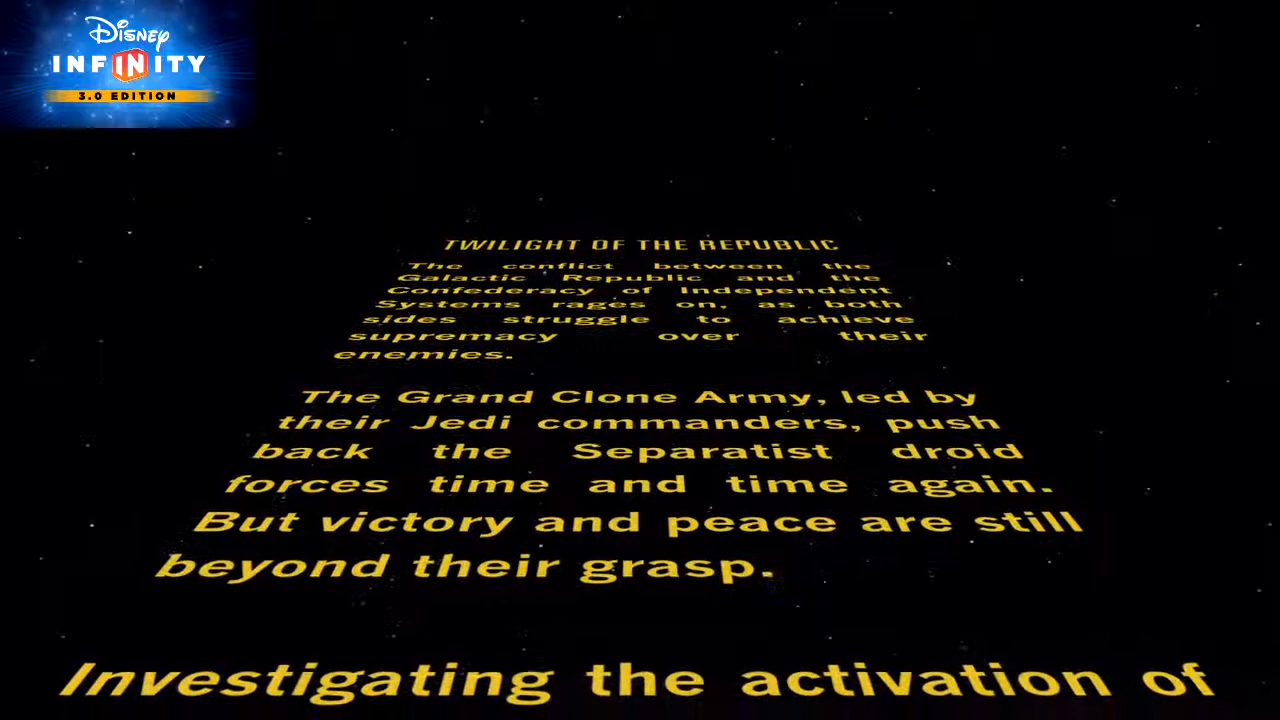 Disney
INFINITY
3.0 EDITION
TWILIGHT OF THE REPUBLIC
The conflict between the
Galactic Republic and the
Confederacy of Independent
Systems rages on, as both
sides struggle to achieve
supremacy over their
enemies.
The Grand Clone Army, led by
their Jedi commanders, push
back the Separatist droid
forces time and time again.
But victory and peace are still
beyond their grasp.
Investigating the activation of